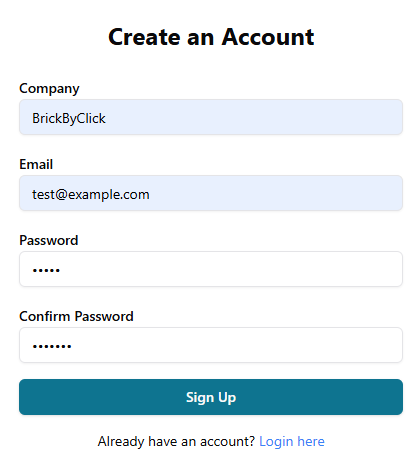 Create an Account
Company
BrickByClick
Email
test@example.com
Password
•••••
Confirm Password
•••••••
Sign Up
Already have an account? Login here